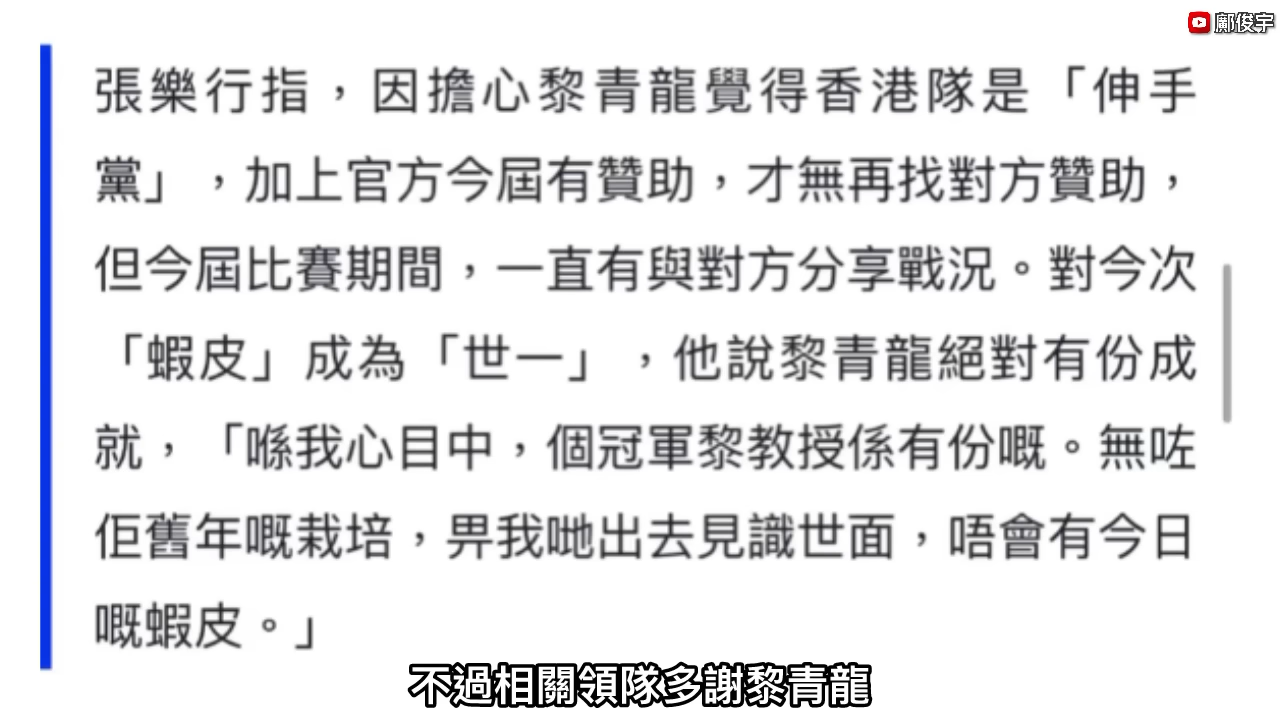 鄺俊宇
張樂行指，因擔心黎青龍覺得香港隊是「伸手
黨」，加上官方今屆有贊助，才無再找對方贊助，
但今屆比賽期間，一直有與對方分享戰況。對今次
「蝦皮」成為「世一」，他說黎青龍絕對有份成
就，「喺我心目中，個冠軍黎教授係有份嘅。無咗
佢舊年嘅栽培，畀我哋出去見識世面，唔會有今日
嘅蝦皮。」
不過相關領隊多謝黎青龍